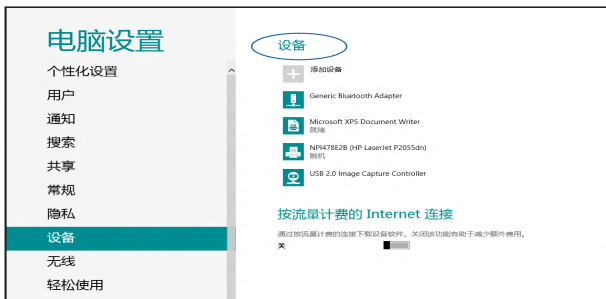 电脑设置
个性化设置
用户
通知
搜索
共享
常规
隐私
设备
无线
轻松使用
设备
添加设备
Generic Bluetooth Adapter
Microsoft XPS Document Writer
就绪
NPI478E2B (HP LaserJet P2055dn)
脱机
USB 2.0 Image Capture Controller
按流量计费的 Internet 连接
通过按流量计费的连接下载设备软件。关闭该功能有助于减少额外费用。
关